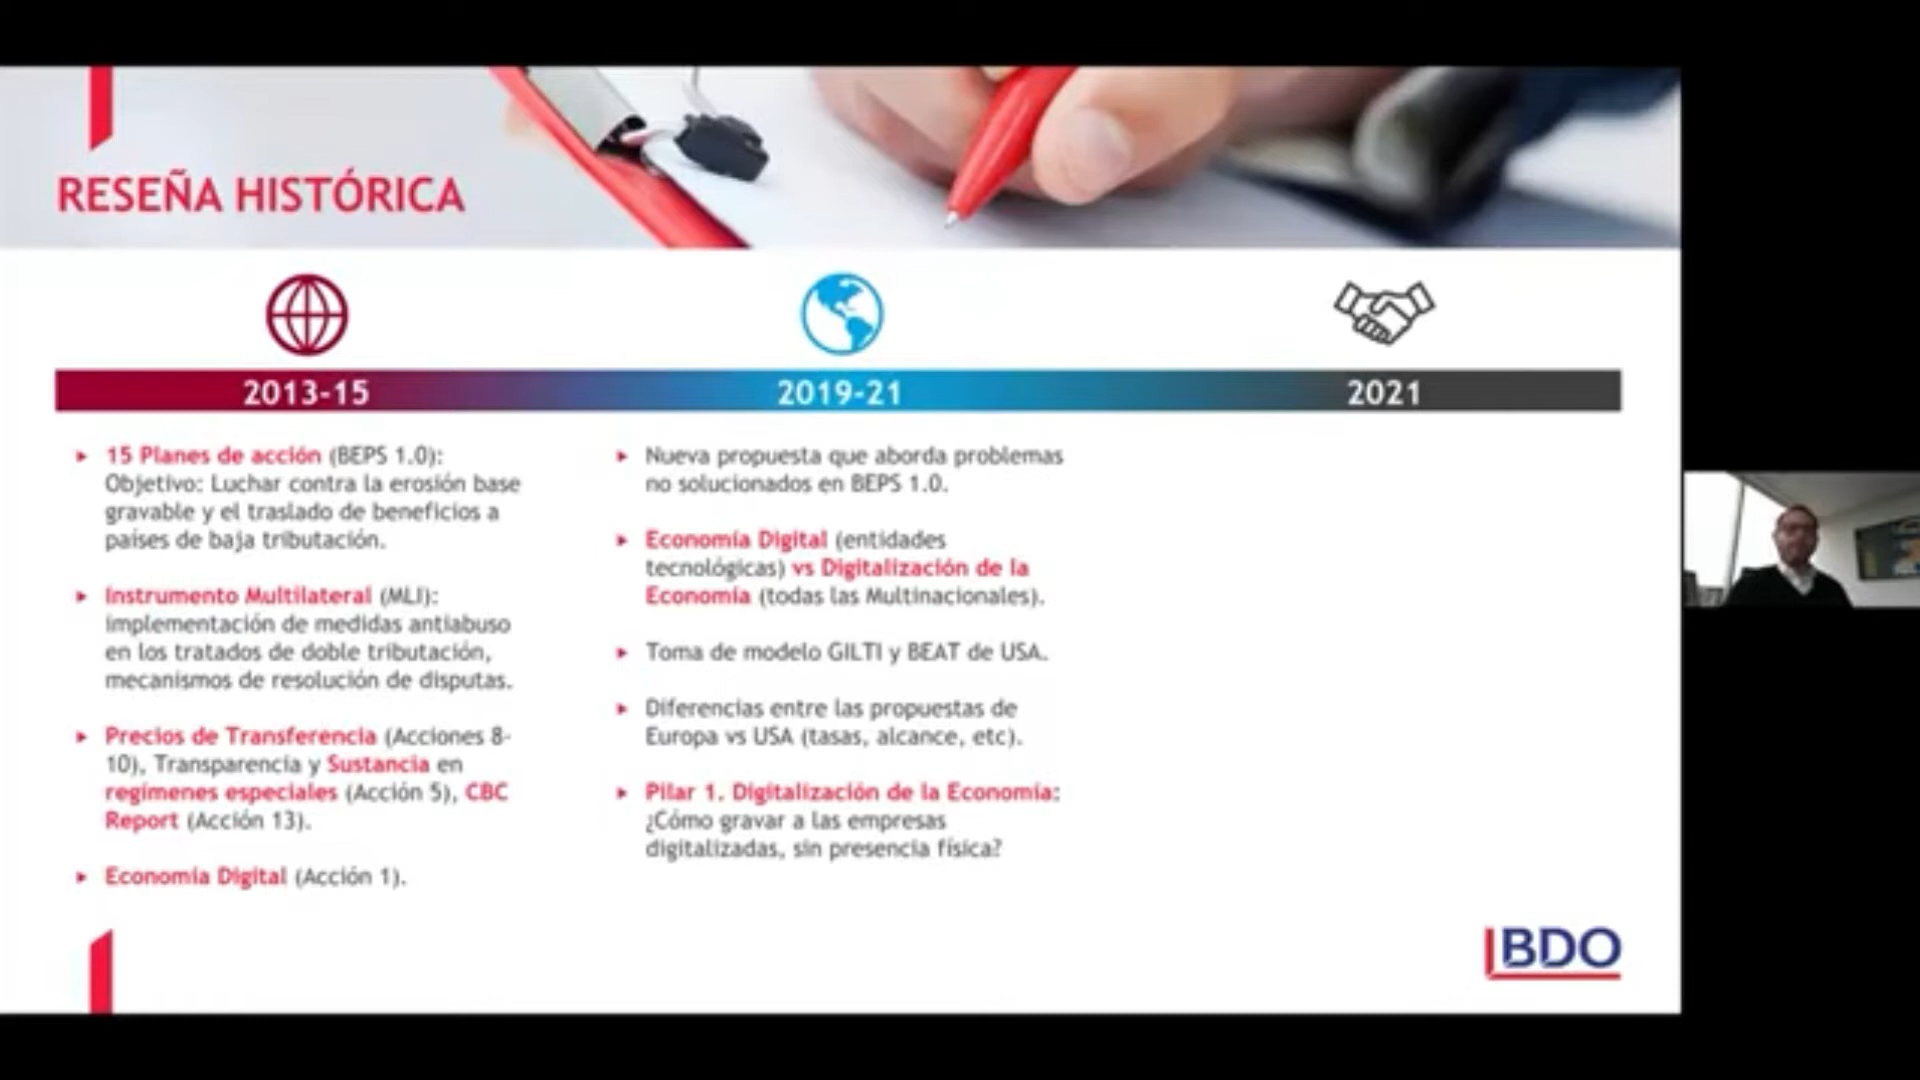 RESEÑA HISTÓRICA
2013-15
2019-21
2021
15 Planes de acción (BEPS 1.0):
Objetivo: Luchar contra la erosión base
gravable y el traslado de beneficios a
países de baja tributación.
Instrumento Multilateral (MLI):
implementación de medidas antiabuso
en los tratados de doble tributación,
mecanismos de resolución de disputas.
Precios de Transferencia (Acciones 8-
10), Transparencia y Sustancia en
regímenes especiales (Acción 5), CBC
Report (Acción 13).
Economía Digital (Acción 1).
Nueva propuesta que aborda problemas
no solucionados en BEPS 1.0.
Economía Digital (entidades
tecnológicas) vs Digitalización de la
Economía (todas las Multinacionales).
Toma de modelo GILTI y BEAT de USA.
Diferencias entre las propuestas de
Europa vs USA (tasas, alcance, etc).
Pilar 1. Digitalización de la Economía:
¿Cómo gravar a las empresas
digitalizadas, sin presencia física?
BDO